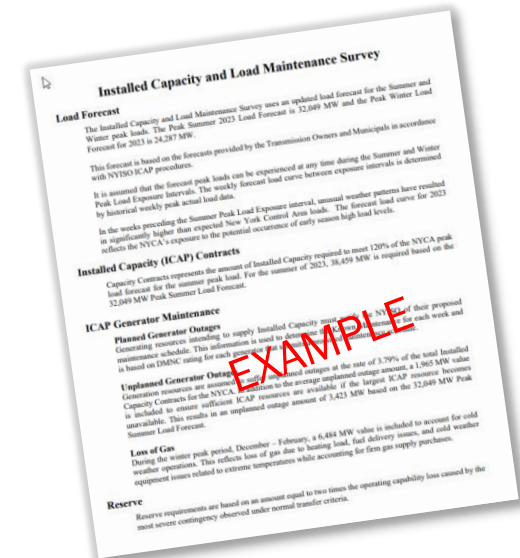 Installed Capacity and Load Maintenance Survey
Load Forecast
The Installed Capacity and Load Maintenance Survey uses an updated load forecast for the Summer and
Winter peak loads. The Peak Summer 2023 Load Forecast is 32,049 MW and the Peak Winter Load
Forecast for 2023 is 24,287 MW.
This forecast is based on the forecasts provided by the Transmission Owners and Municipals in accordance
with NYISO ICAP procedures.
It is assumed that the forecast peak loads can be experienced at any time during the Summer and Winter
Peak Load Exposure Intervals. The weekly forecast load curve between exposure intervals is determined
by historical weekly peak actual load data.
In the weeks preceding the Summer Peak Load Exposure interval, unusual weather patterns have resulted
in significantly higher than expected New York Control Area loads. The forecast load curve for 2023
reflects the NYCA's exposure to the potential occurrence of early season high load levels.
Installed Capacity (ICAP) Contracts
Capacity Contracts represents the amount of Installed Capacity required to meet 120% of the NYCA peak
load forecast for the summer peak load. For the summer of 2023, 38,459 MW is required based on the
32,049 MW Peak Summer Load Forecast.
ICAP Generator Maintenance
Planned Generator Outages
Generating resources intending to supply Installed Capacity must the NYISO of their proposed
maintenance schedule. This information is used to determine the Known Maintenance for each week and
is based on DMNC rating for each generator that
Unplanned Generator Outages
Generation resources are assumed outages at the rate of 3.79% of the total Installed
Capacity Contracts for the NYCA. In addition to the average unplanned outage amount, a 1,965 MW value
is included to ensure sufficient ICAP resources are available if the largest ICAP resource becomes
unavailable. This results in an unplanned outage amount of 3,423 MW based on the 32,049 MW Peak
Summer Load Forecast.
EXAMPLE
Loss of Gas
During the winter peak period, December – February, a 6,484 MW value is included to account for cold
weather operations. This reflects loss of gas due to heating load, fuel delivery issues, and cold weather
equipment issues related to extreme temperatures while accounting for firm gas supply purchases.
Reserve
Reserve requirements are based on an amount equal to two times the operating capability loss caused by the
most severe contingency observed under normal transfer criteria.